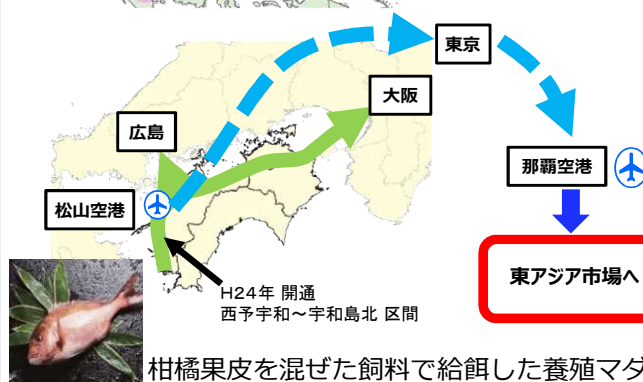 東京
大阪
広島
那覇空港
松山空港
東アジア市場へ
H24年 開通
西予宇和～宇和島北 区間
柑橘果皮を混ぜた飼料で給餌した養殖マダ